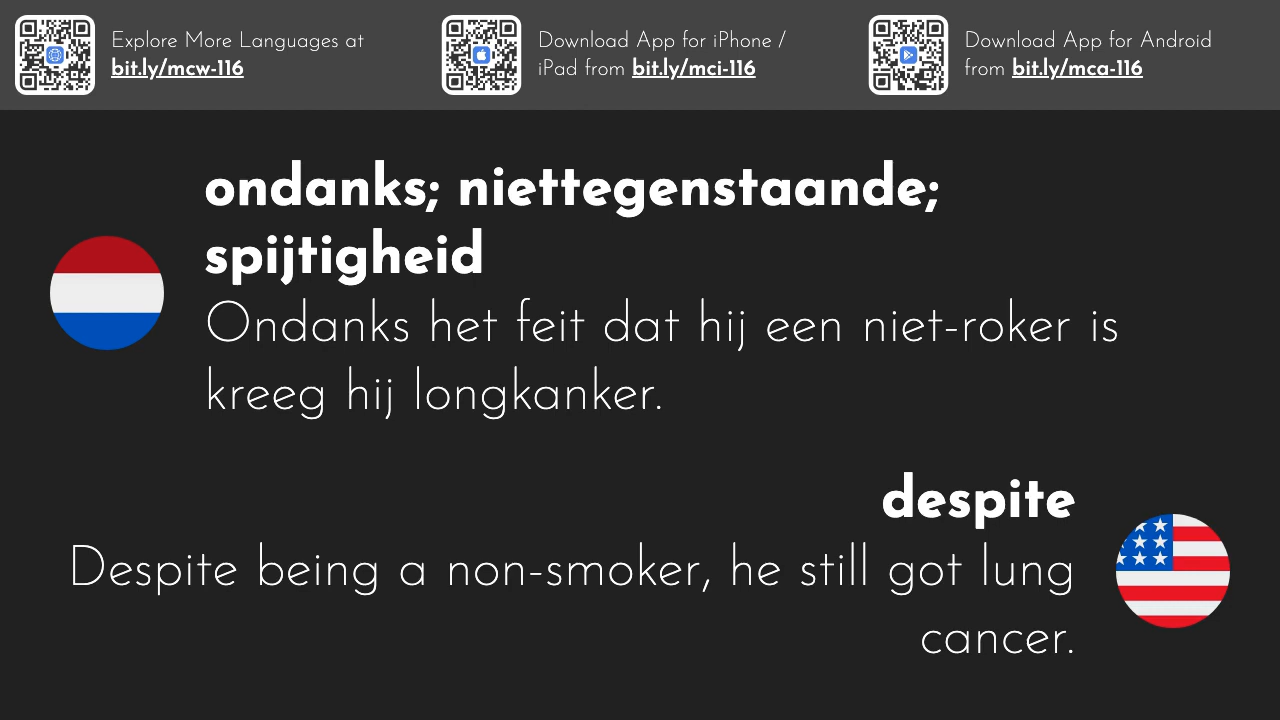 Explore More Languages at
bit.ly/mcw-116
Download App for iPhone /
iPad from bit.ly/mci-116
Download App for Android
from bit.ly/mca-116
ondanks; niettegenstaande;
spijtigheid
Ondanks het feit dat hij een niet-roker is
kreeg hij longkanker.
despite
Despite being a non-smoker, he still got lung
cancer.